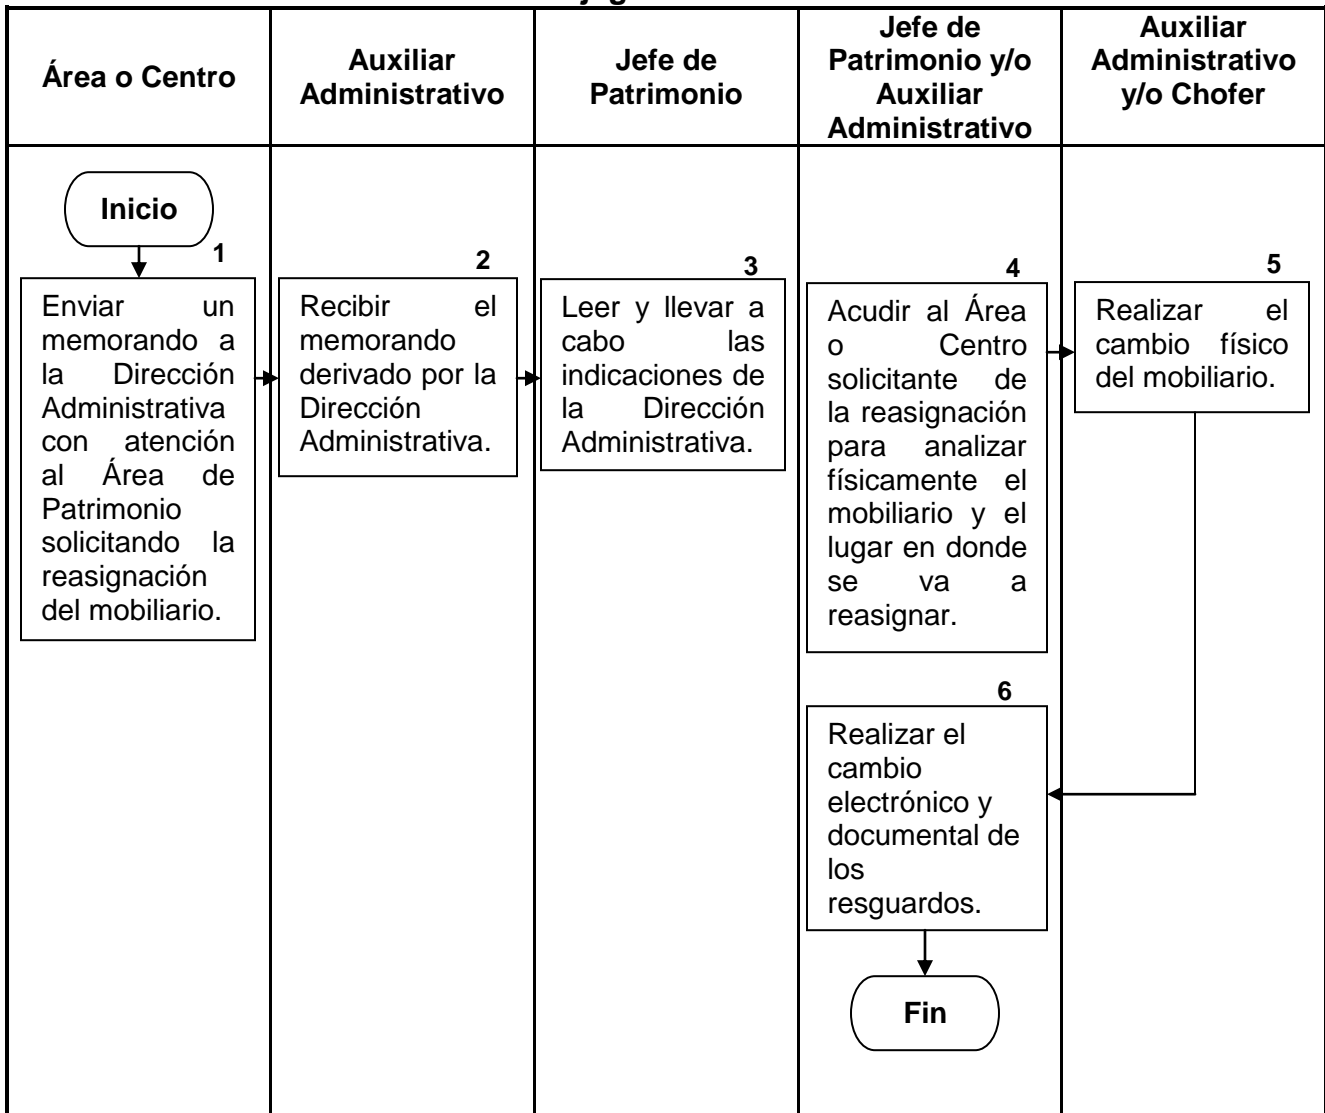 Área o Centro
Auxiliar
Administrativo
Jefe de
Patrimonio
Jefe de
Patrimonio y/o
Auxiliar
Administrativo
Auxiliar
Administrativo
y/o Chofer
Inicio
1
Enviar un
memorando a
la Dirección
Administrativa
con atención
al Área de
Patrimonio
solicitando la
reasignación
del mobiliario.
2
Recibir el
memorando
derivado por la
Dirección
Administrativa.
3
Leer y llevar a
cabo las
indicaciones de
la Dirección
Administrativa.
4
Acudir al Área
o Centro
solicitante de
la reasignación
para analizar
físicamente el
mobiliario y el
lugar en donde
se va a
reasignar.
5
Realizar el
cambio físico
del mobiliario.
6
Realizar el
cambio
electrónico y
documental de
los
resguardos.
Fin